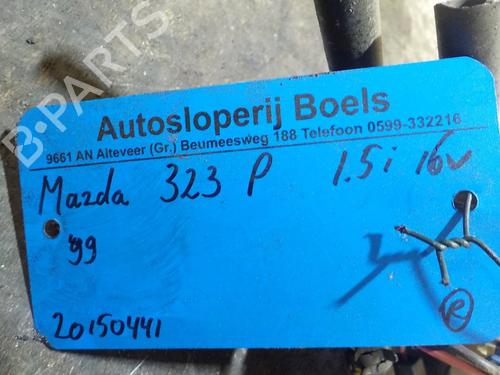 B-PARTS
Autosloperij Boels
9661 AN Alteveer (Gr.) Beumeesweg 188 Telefoon 0599-332216
Mazda 323 P 1.5i 16v
'99
20150441
R